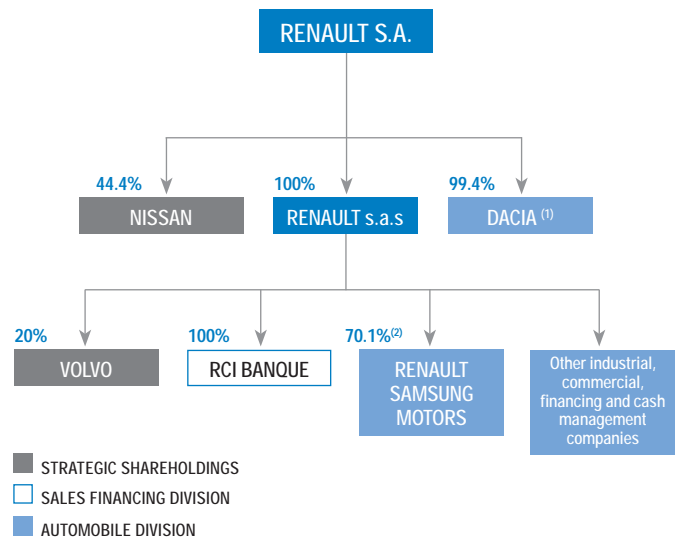 RENAULT S.A.
44.4%
100%
99.4%
NISSAN
RENAULT s.a.s
DACIA (1)
20%
100%
70.1%(2)
VOLVO
RCI BANQUE
RENAULT
SAMSUNG
MOTORS
Other industrial,
commercial,
financing and cash
management
companies
STRATEGIC SHAREHOLDINGS
SALES FINANCING DIVISION
AUTOMOBILE DIVISION